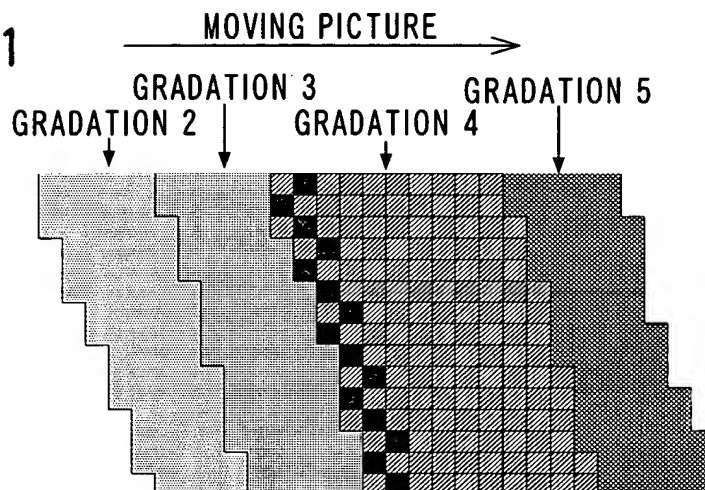 1
MOVING PICTURE
GRADATION 3
GRADATION 5
GRADATION 2
GRADATION 4